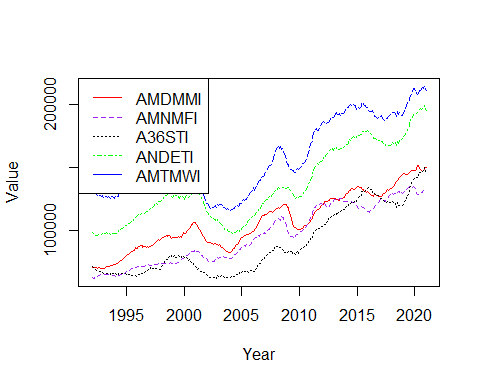 AMDMMI
AMNMFI
A36STI
ANDETI
AMTMWI
200000
100000
Value
1995 2000 2005 2010 2015 2020
Year